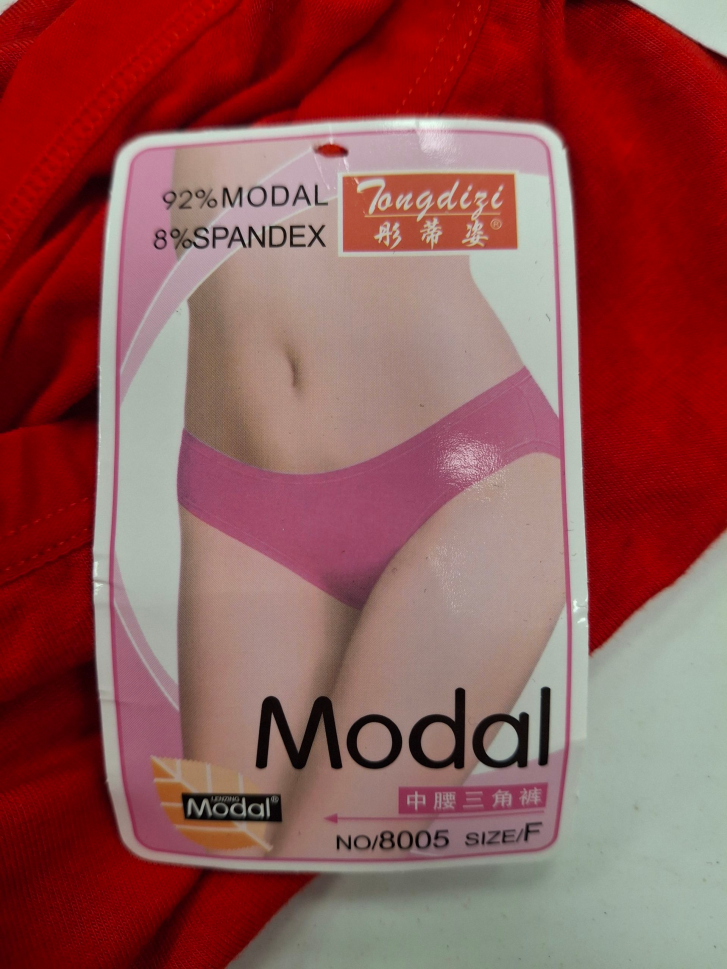 92%MODAL
8%SPANDEX
Tongdizi
彤蒂姿®
Modal
LENZING
Modal®
中腰三角裤
NO/8005 SIZE/F